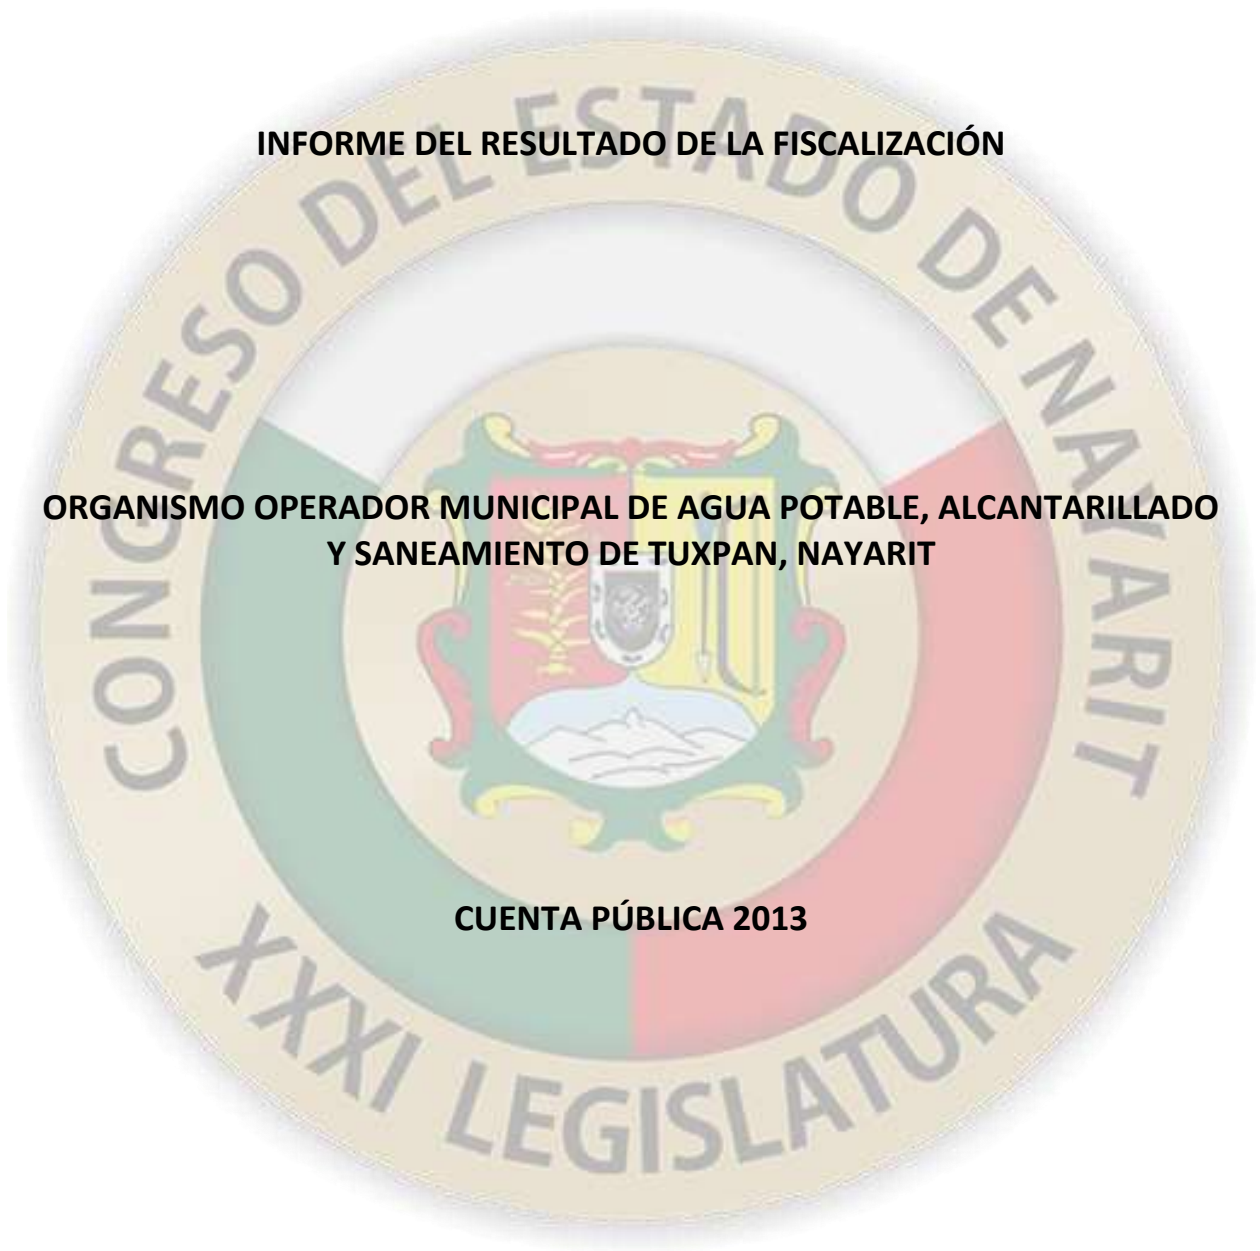 CONGRESO DEL ESTADO DE NAYARIT
INFORME DEL RESULTADO DE LA FISCALIZACIÓN
ORGANISMO OPERADOR MUNICIPAL DE AGUA POTABLE, ALCANTARILLADO
Y SANEAMIENTO DE TUXPAN, NAYARIT
CUENTA PÚBLICA 2013
XXXI LEGISLATURA